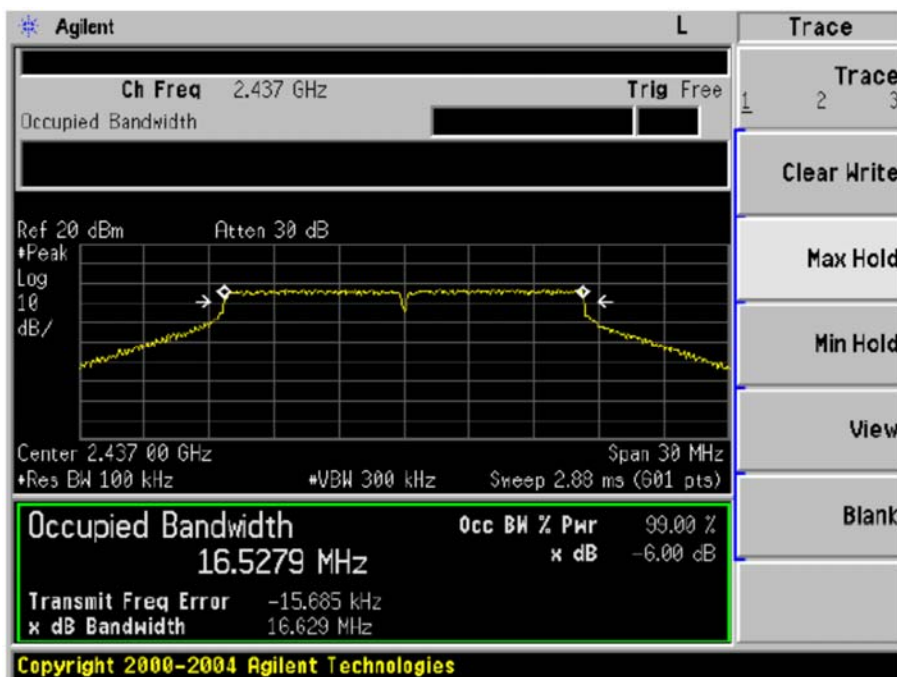 Agilent
L
Trace
Ch Freq 2.437 GHz
Trig Free
Occupied Bandwidth
Trace
1 2 3
Clear Write
Max Hold
Min Hold
View
Blank
Ref 20 dBm
Atten 30 dB
#Peak
Log
10
dB/
Center 2.437 00 GHz
Span 30 MHz
#Res BW 100 kHz
#VBW 300 kHz
Sweep 2.88 ms (601 pts)
Occupied Bandwidth
16.5279 MHz
Occ BW % Pwr 99.00 %
x dB -6.00 dB
Transmit Freq Error -15.685 kHz
x dB Bandwidth 16.629 MHz
Copyright 2000-2004 Agilent Technologies